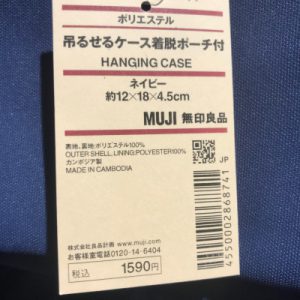 ポリエステル
吊るせるケース着脱ポーチ付
HANGING CASE
ネイビー
約12×18×4.5cm
MUJI 無印良品
表地、裏地:ポリエステル100%
OUTER SHELL, LINING:POLYESTER100%
カンボジア製
MADE IN CAMBODIA
JP
4550002868741
株式会社良品計画 http://www.muji.com/
お客様室電話0120-14-6404
税込 1590円